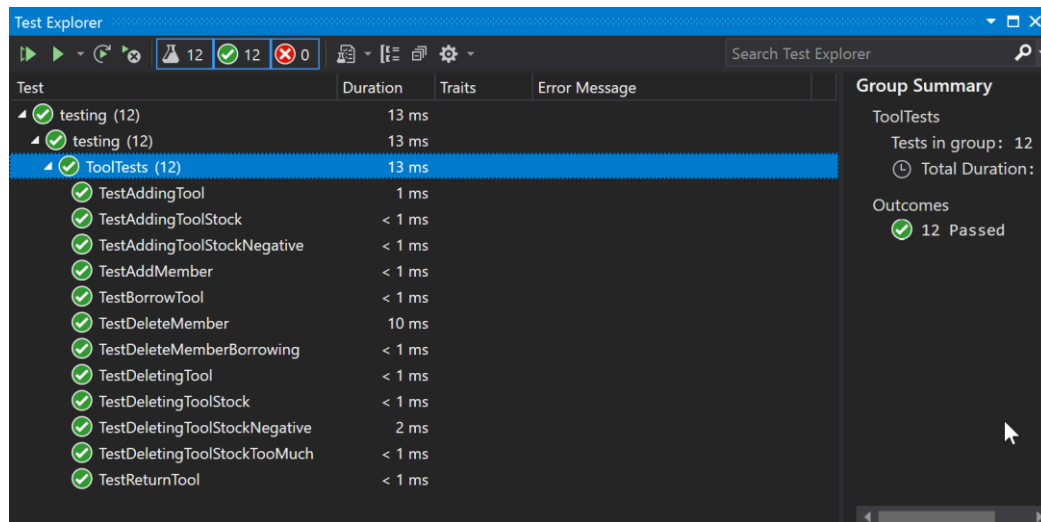 Test Explorer
12 12 0 Search Test Explorer
Test Duration Traits Error Message
testing (12) 13 ms
testing (12) 13 ms
ToolTests (12) 13 ms
TestAddingTool 1 ms
TestAddingToolStock < 1 ms
TestAddingToolStockNegative < 1 ms
TestAddMember < 1 ms
TestBorrowTool < 1 ms
TestDeleteMember 10 ms
TestDeleteMemberBorrowing < 1 ms
TestDeletingTool < 1 ms
TestDeletingToolStock < 1 ms
TestDeletingToolStockNegative 2 ms
TestDeletingToolStockTooMuch < 1 ms
TestReturnTool < 1 ms
Group Summary
ToolTests
Tests in group: 12
Total Duration:
Outcomes
12 Passed